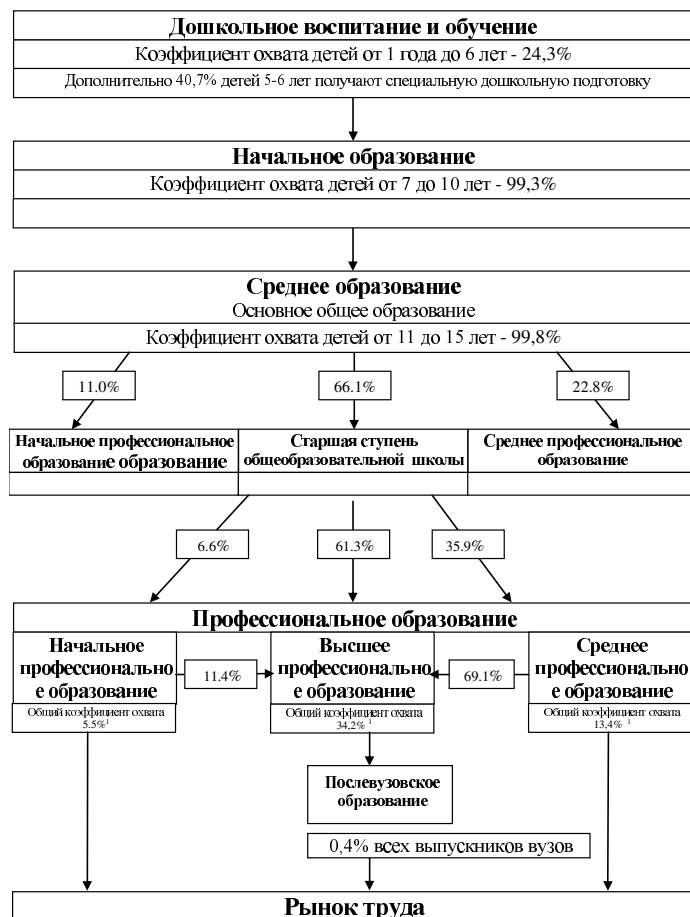 Дошкольное воспитание и обучение
Коэффициент охвата детей от 1 года до 6 лет - 24,3%
Дополнительно 40,7% детей 5-6 лет получают специальную дошкольную подготовку
Начальное образование
Коэффициент охвата детей от 7 до 10 лет - 99,3%
Среднее образование
Основное общее образование
Коэффициент охвата детей от 11 до 15 лет - 99,8%
11.0%
66.1%
22.8%
Начальное профессиональное
образование образование
Старшая ступень
общеобразовательной школы
Среднее профессиональное
образование
6.6%
61.3%
35.9%
Профессиональное образование
Начальное
профессионально
е образование
Общий коэффициент охвата
5.5%¹
11.4%
Высшее
профессионально
е образование
Общий коэффициент охвата
34,2% ¹
69.1%
Среднее
профессионально
е образование
Общий коэффициент охвата
13,4% ¹
Послевузовское
образование
0,4% всех выпускников вузов
Рынок труда